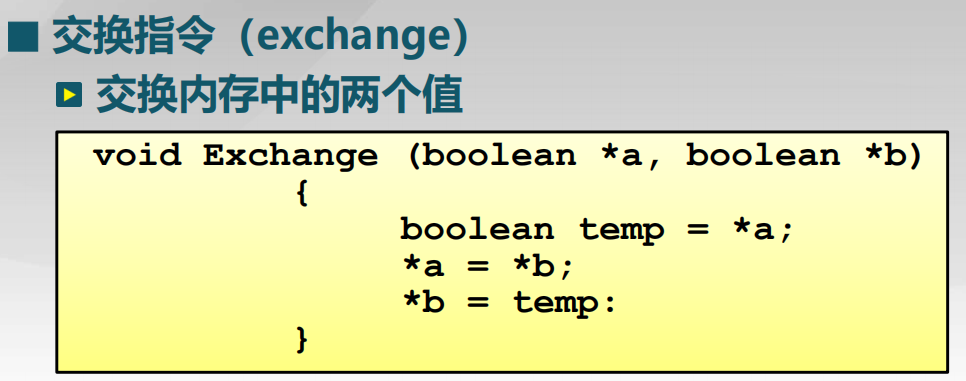 交换指令（exchange）
交换内存中的两个值
void Exchange (boolean *a, boolean *b)
{
boolean temp = *a;
*a = *b;
*b = temp:
}